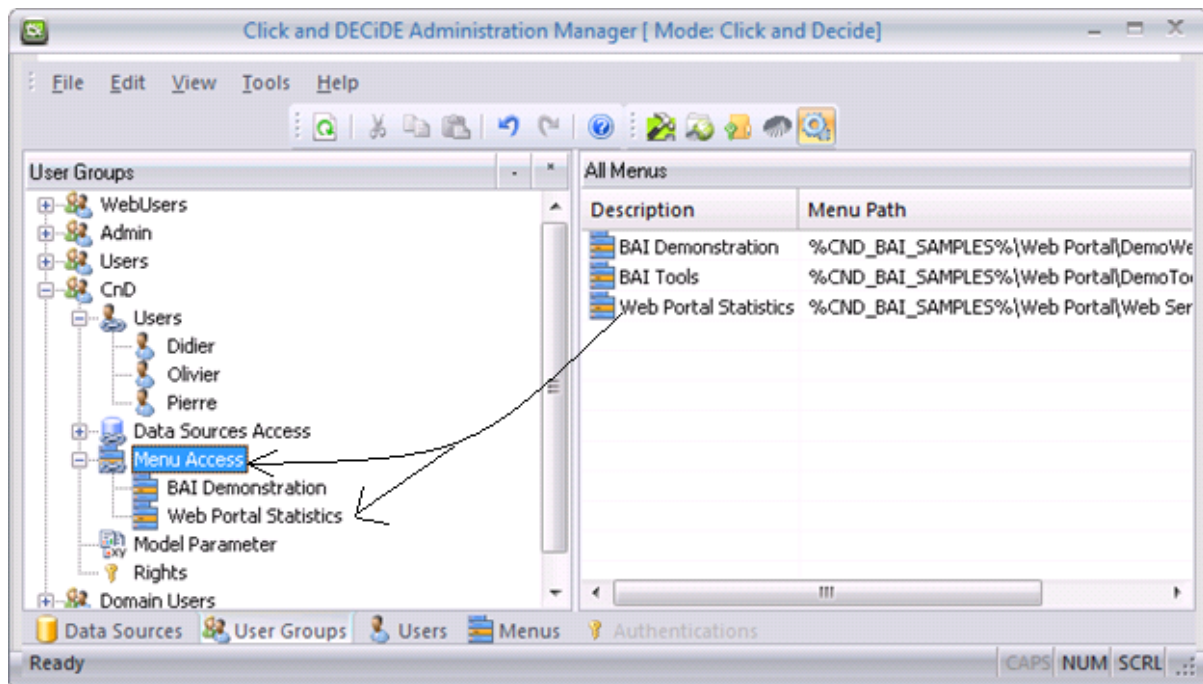 Click and DECiDE Administration Manager [ Mode: Click and Decide]
File Edit View Tools Help
User Groups
WebUsers
Admin
Users
CnD
Users
Didier
Olivier
Pierre
Data Sources Access
Menu Access
BAI Demonstration
Web Portal Statistics
Model Parameter
Rights
Domain Users
All Menus
Description Menu Path
BAI Demonstration %CND_BAI_SAMPLES%\Web Portal\DemoWe
BAI Tools %CND_BAI_SAMPLES%\Web Portal\DemoToo
Web Portal Statistics %CND_BAI_SAMPLES%\Web Portal\Web Ser
Data Sources User Groups Users Menus Authentications
Ready CAPS NUM SCRL